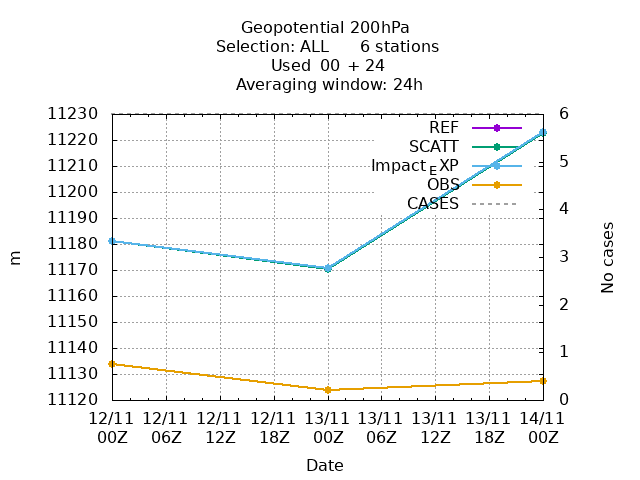 Geopotential 200hPa
Selection: ALL 6 stations
Used 00 + 24
Averaging window: 24h
11230
11220
11210
11200
11190
11180
11170
11160
11150
11140
11130
11120
m
6
5
4
3
2
1
0
No cases
REF
SCATT
Impact_EXP
OBS
CASES
12/11 00Z
12/11 06Z
12/11 12Z
12/11 18Z
13/11 00Z
13/11 06Z
13/11 12Z
13/11 18Z
14/11 00Z
Date